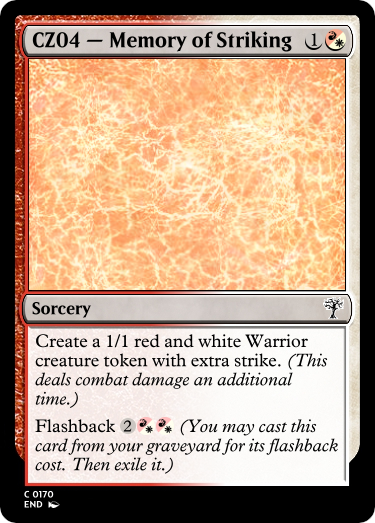 CZ04 — Memory of Striking 1
Sorcery
Create a 1/1 red and white Warrior
creature token with extra strike. (This
deals combat damage an additional
time.)
Flashback 2 (You may cast this
card from your graveyard for its flashback
cost. Then exile it.)
C 0170
END